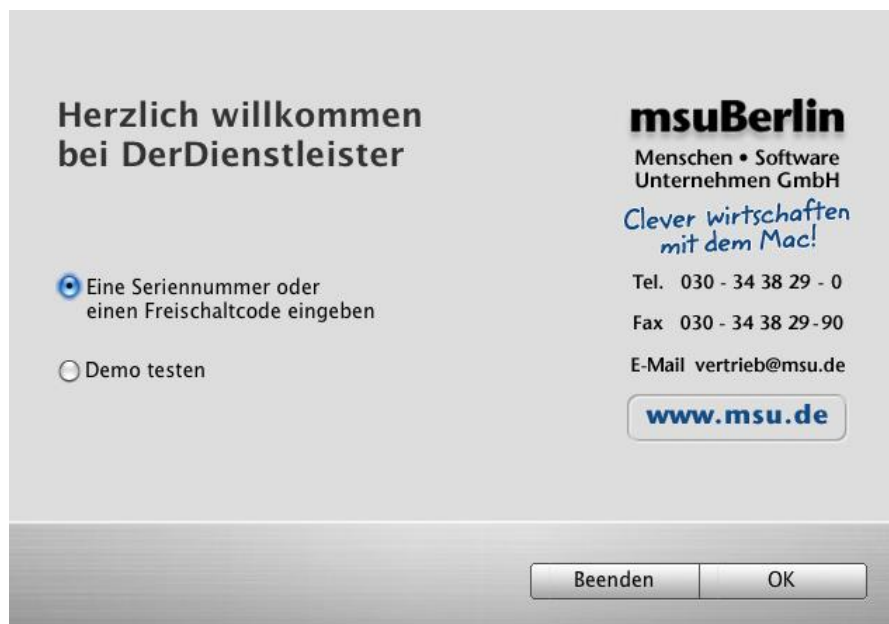 Herzlich willkommen
bei DerDienstleister
Eine Seriennummer oder
einen Freischaltcode eingeben
Demo testen
msuBerlin
Menschen • Software
Unternehmen GmbH
Clever wirtschaften
mit dem Mac!
Tel. 030 - 34 38 29 - 0
Fax 030 - 34 38 29-90
E-Mail vertrieb@msu.de
www.msu.de
Beenden
OK